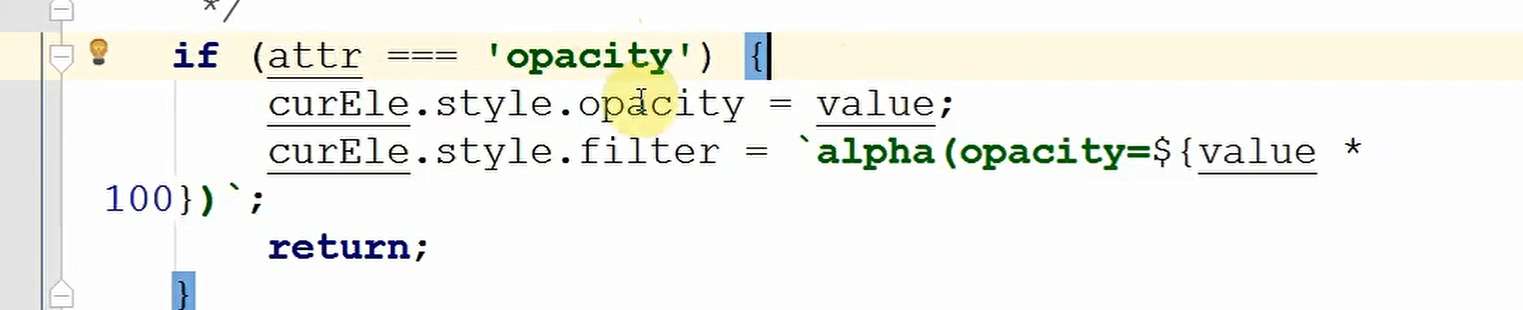 */
if (attr === 'opacity') {
curEle.style.opacity = value;
curEle.style.filter = `alpha(opacity=${value *
100})`;
return;
}